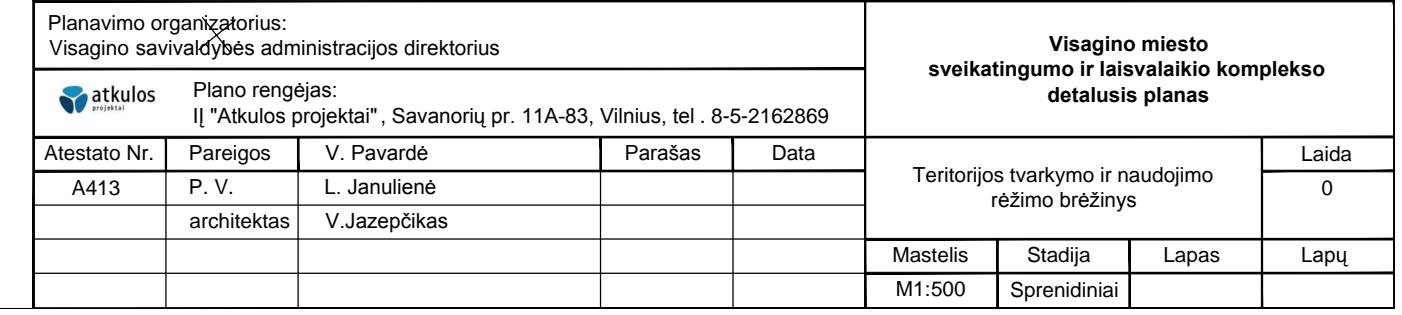 Planavimo organizatorius:
Visagino savivaldybės administracijos direktorius
atkulos
projektai
Plano rengėjas:
IĮ "Atkulos projektai" , Savanorių pr. 11A-83, Vilnius, tel . 8-5-2162869
Visagino miesto
sveikatingumo ir laisvalaikio komplekso
detalusis planas
Atestato Nr. Pareigos V. Pavardė Parašas Data
A413 P. V. L. Janulienė
architektas V.Jazepčikas
Teritorijos tvarkymo ir naudojimo
rėžimo brėžinys
Laida
0
Mastelis Stadija Lapas Lapų
M1:500 Sprenidiniai